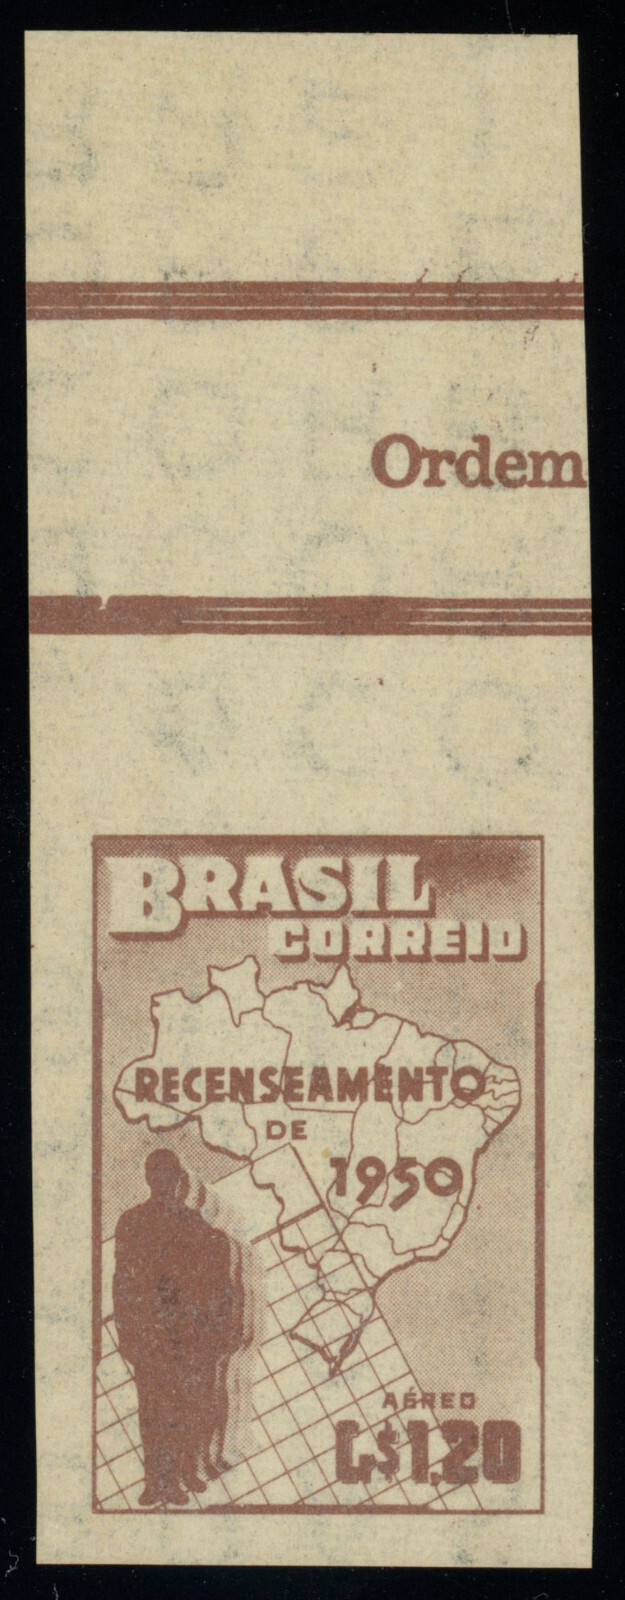 Ordem
BRASIL
CORREIO
RECENSEAMENTO
DE
1950
AÉREO
C,$1,20